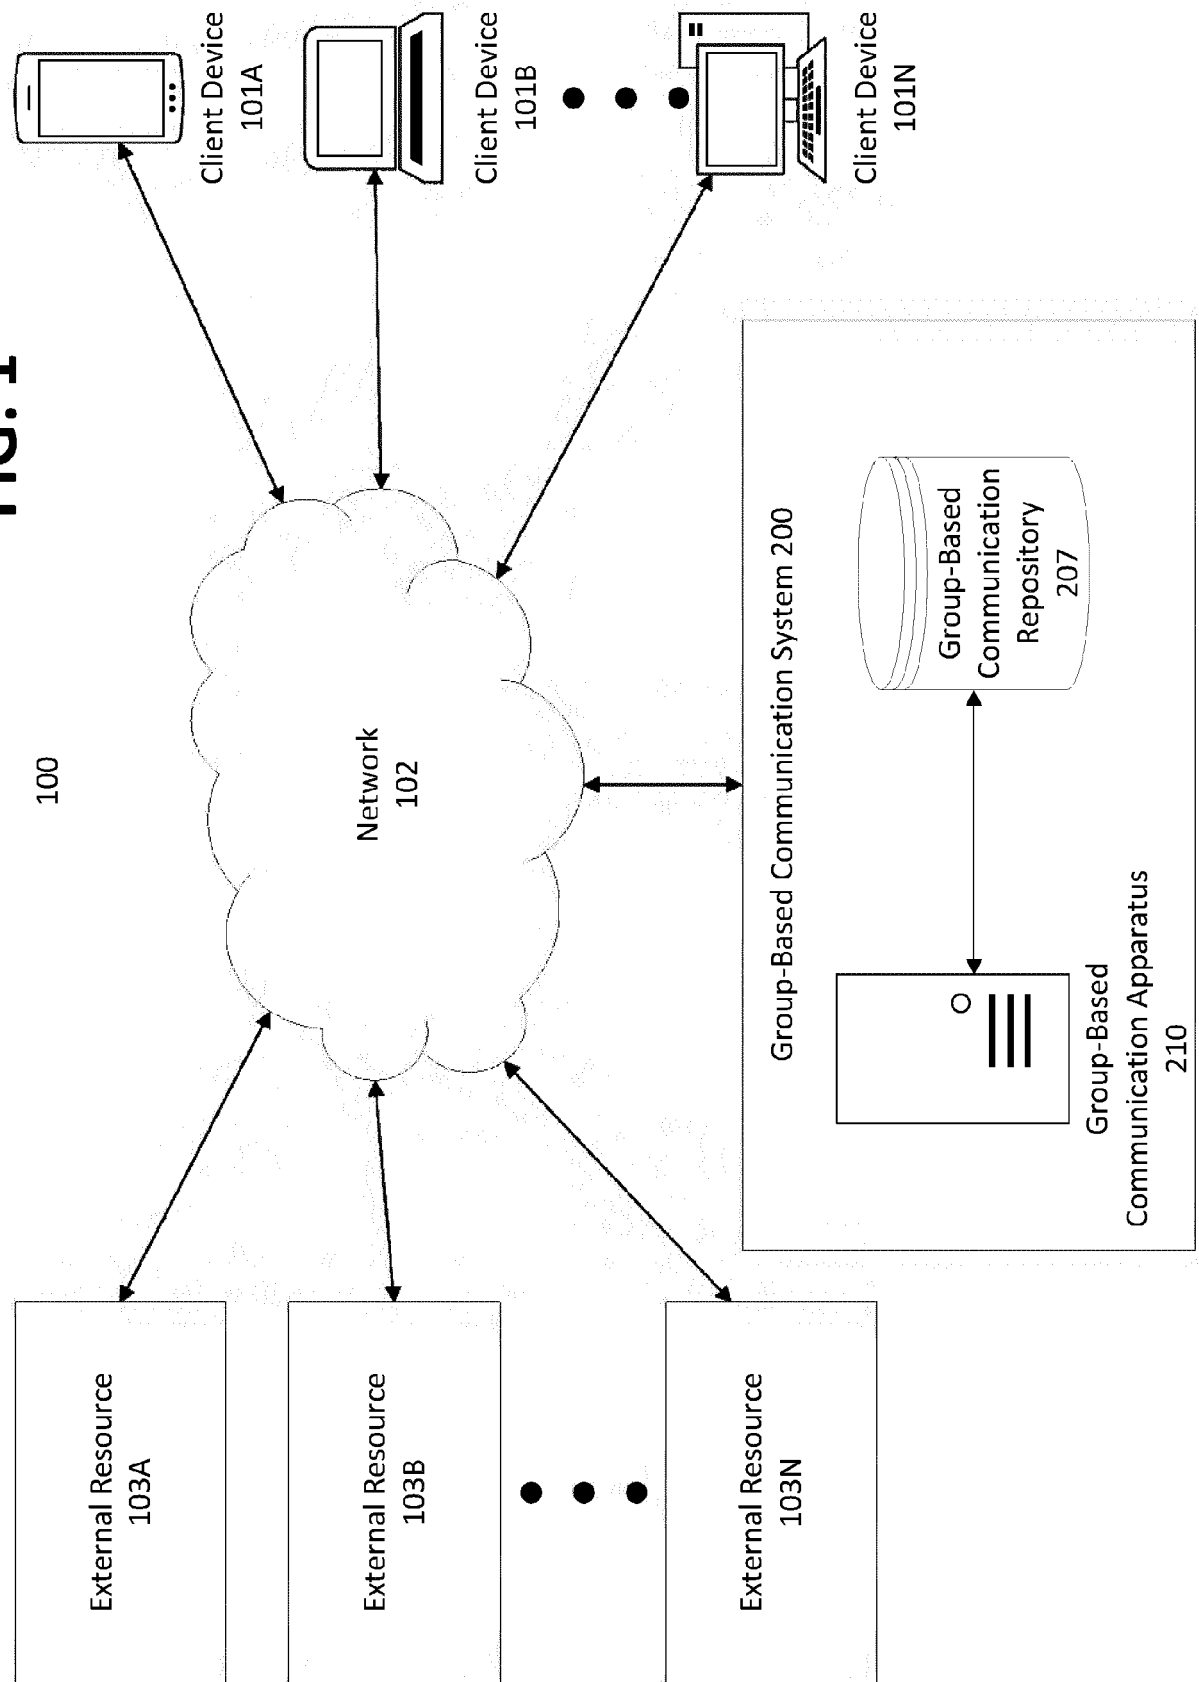 FIG. 1
100
External Resource
103A
External Resource
103B
External Resource
103N
Network
102
Client Device
101A
Client Device
101B
Client Device
101N
Group-Based Communication System 200
Group-Based
Communication Apparatus
210
Group-Based
Communication
Repository
207